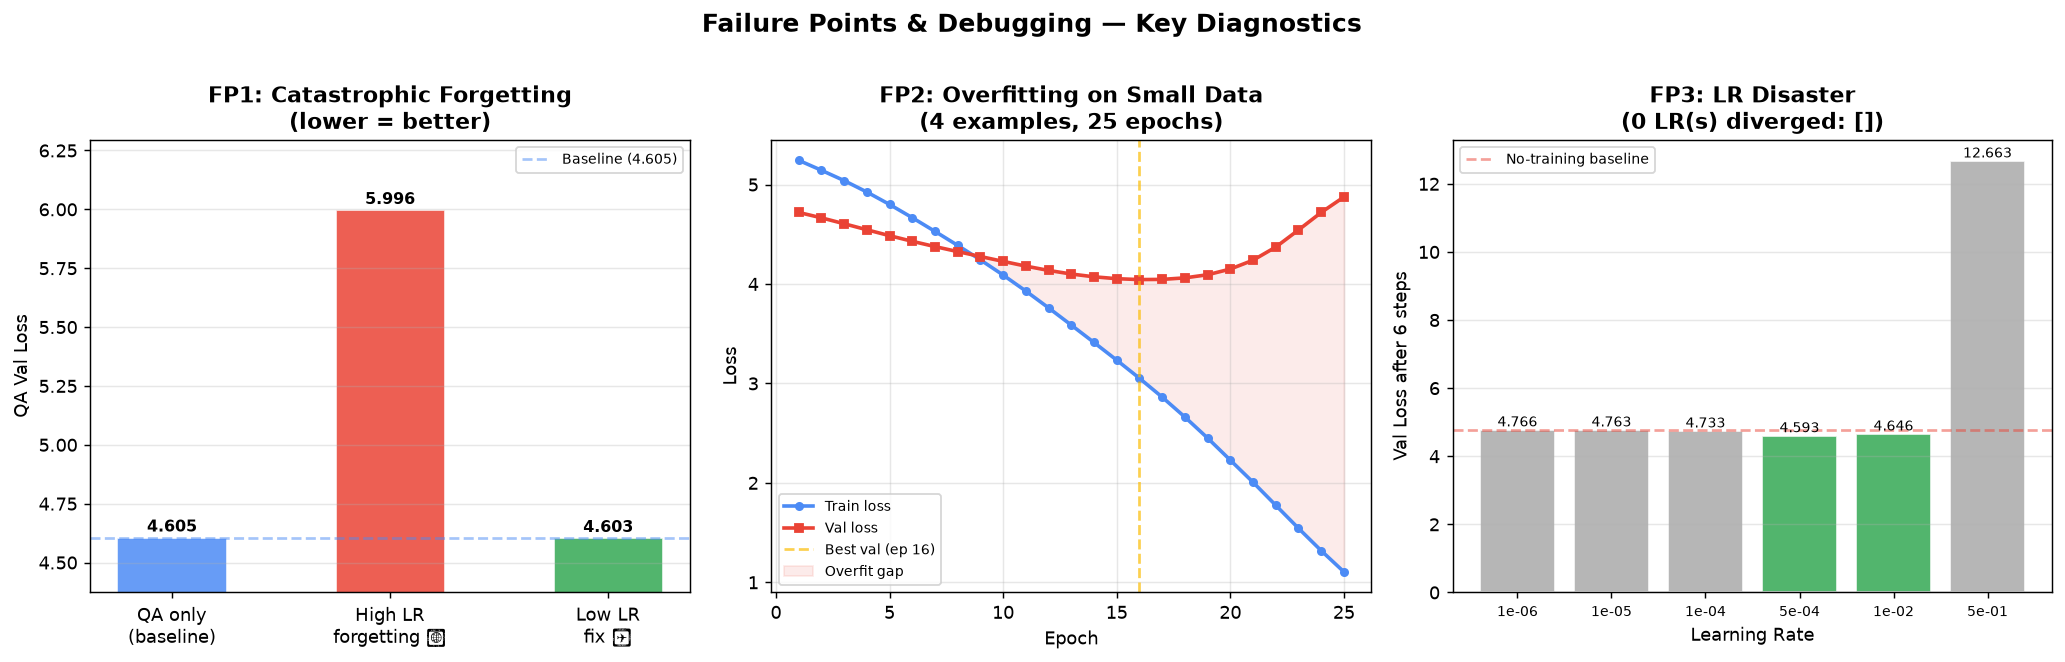 Failure Points & Debugging — Key Diagnostics
FP1: Catastrophic Forgetting
(lower = better)
QA Val Loss
6.25
6.00
5.75
5.50
5.25
5.00
4.75
4.50
Baseline (4.605)
4.605
5.996
4.603
QA only
(baseline)
High LR
forgetting
Low LR
fix
FP2: Overfitting on Small Data
(4 examples, 25 epochs)
Loss
5
4
3
2
1
Train loss
Val loss
Best val (ep 16)
Overfit gap
0
5
10
15
20
25
Epoch
FP3: LR Disaster
(0 LR(s) diverged: [])
Val Loss after 6 steps
12
10
8
6
4
2
0
No-training baseline
4.766
4.763
4.733
4.593
4.646
12.663
1e-06
1e-05
1e-04
5e-04
1e-02
5e-01
Learning Rate